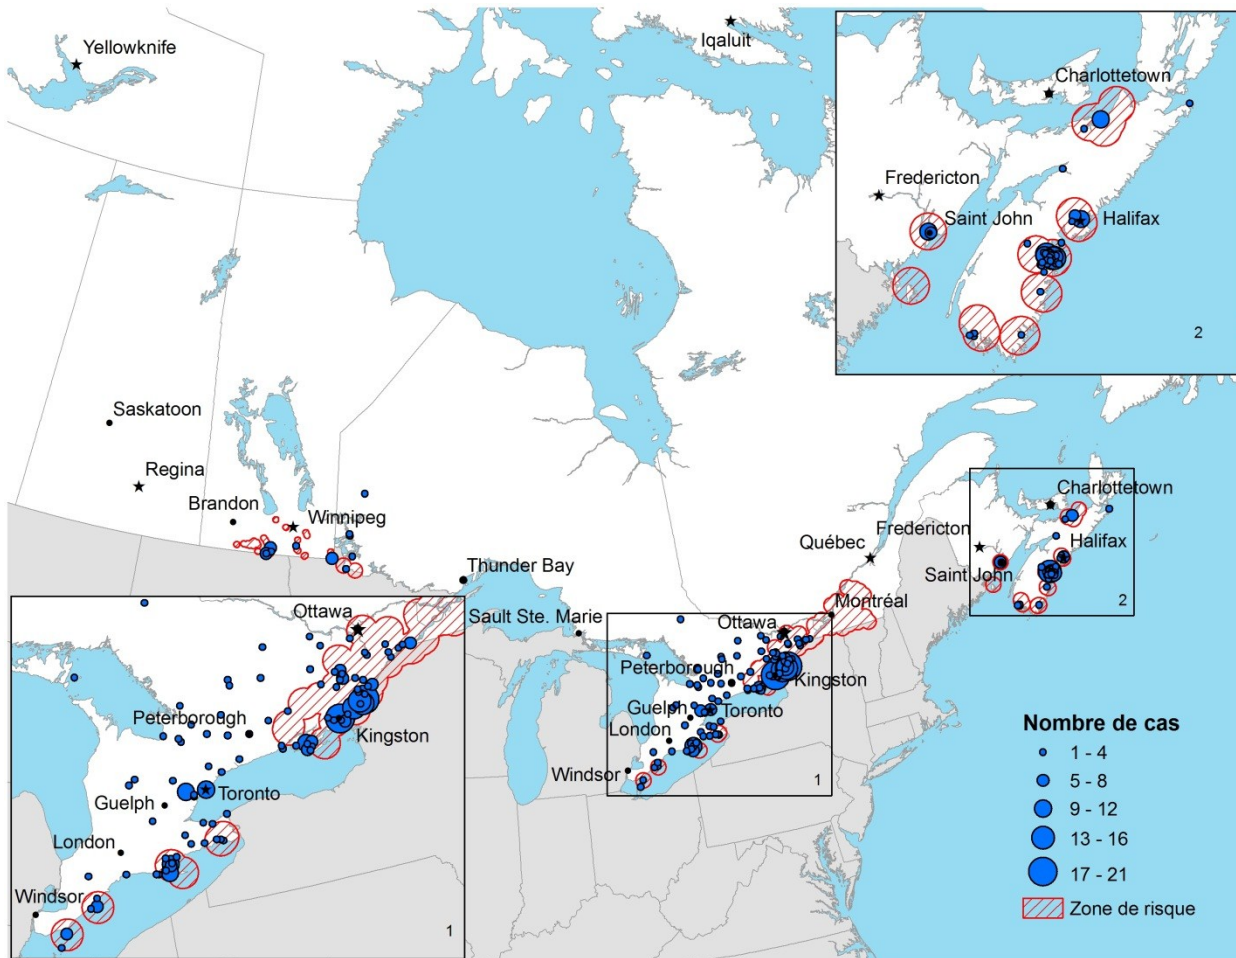 Yellowknife
Iqaluit
Charlottetown
Fredericton
Saint John
Halifax
2
Saskatoon
Regina
Brandon
Winnipeg
Thunder Bay
Sault Ste. Marie
Québec
Montréal
Ottawa
Peterborough
Kingston
Guelph
Toronto
London
Windsor
1
Charlottetown
Fredericton
Halifax
Saint John
2
Ottawa
Peterborough
Kingston
Guelph
Toronto
London
Windsor
1
Nombre de cas
1 - 4
5 - 8
9 - 12
13 - 16
17 - 21
Zone de risque